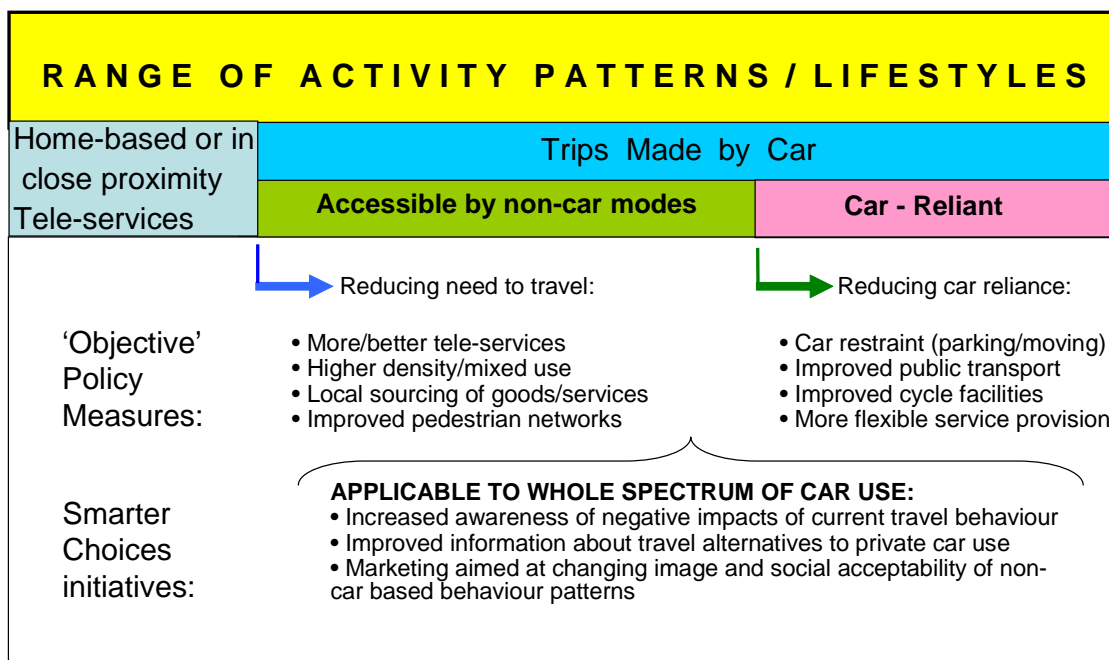 RANGE OF ACTIVITY PATTERNS / LIFESTYLES
Home-based or in
close proximity
Tele-services
Trips Made by Car
Accessible by non-car modes
Car - Reliant
Reducing need to travel:
Reducing car reliance:
‘Objective’
Policy
Measures:
• More/better tele-services
• Higher density/mixed use
• Local sourcing of goods/services
• Improved pedestrian networks
• Car restraint (parking/moving)
• Improved public transport
• Improved cycle facilities
• More flexible service provision
Smarter
Choices
initiatives:
APPLICABLE TO WHOLE SPECTRUM OF CAR USE:
• Increased awareness of negative impacts of current travel behaviour
• Improved information about travel alternatives to private car use
• Marketing aimed at changing image and social acceptability of non-
car based behaviour patterns